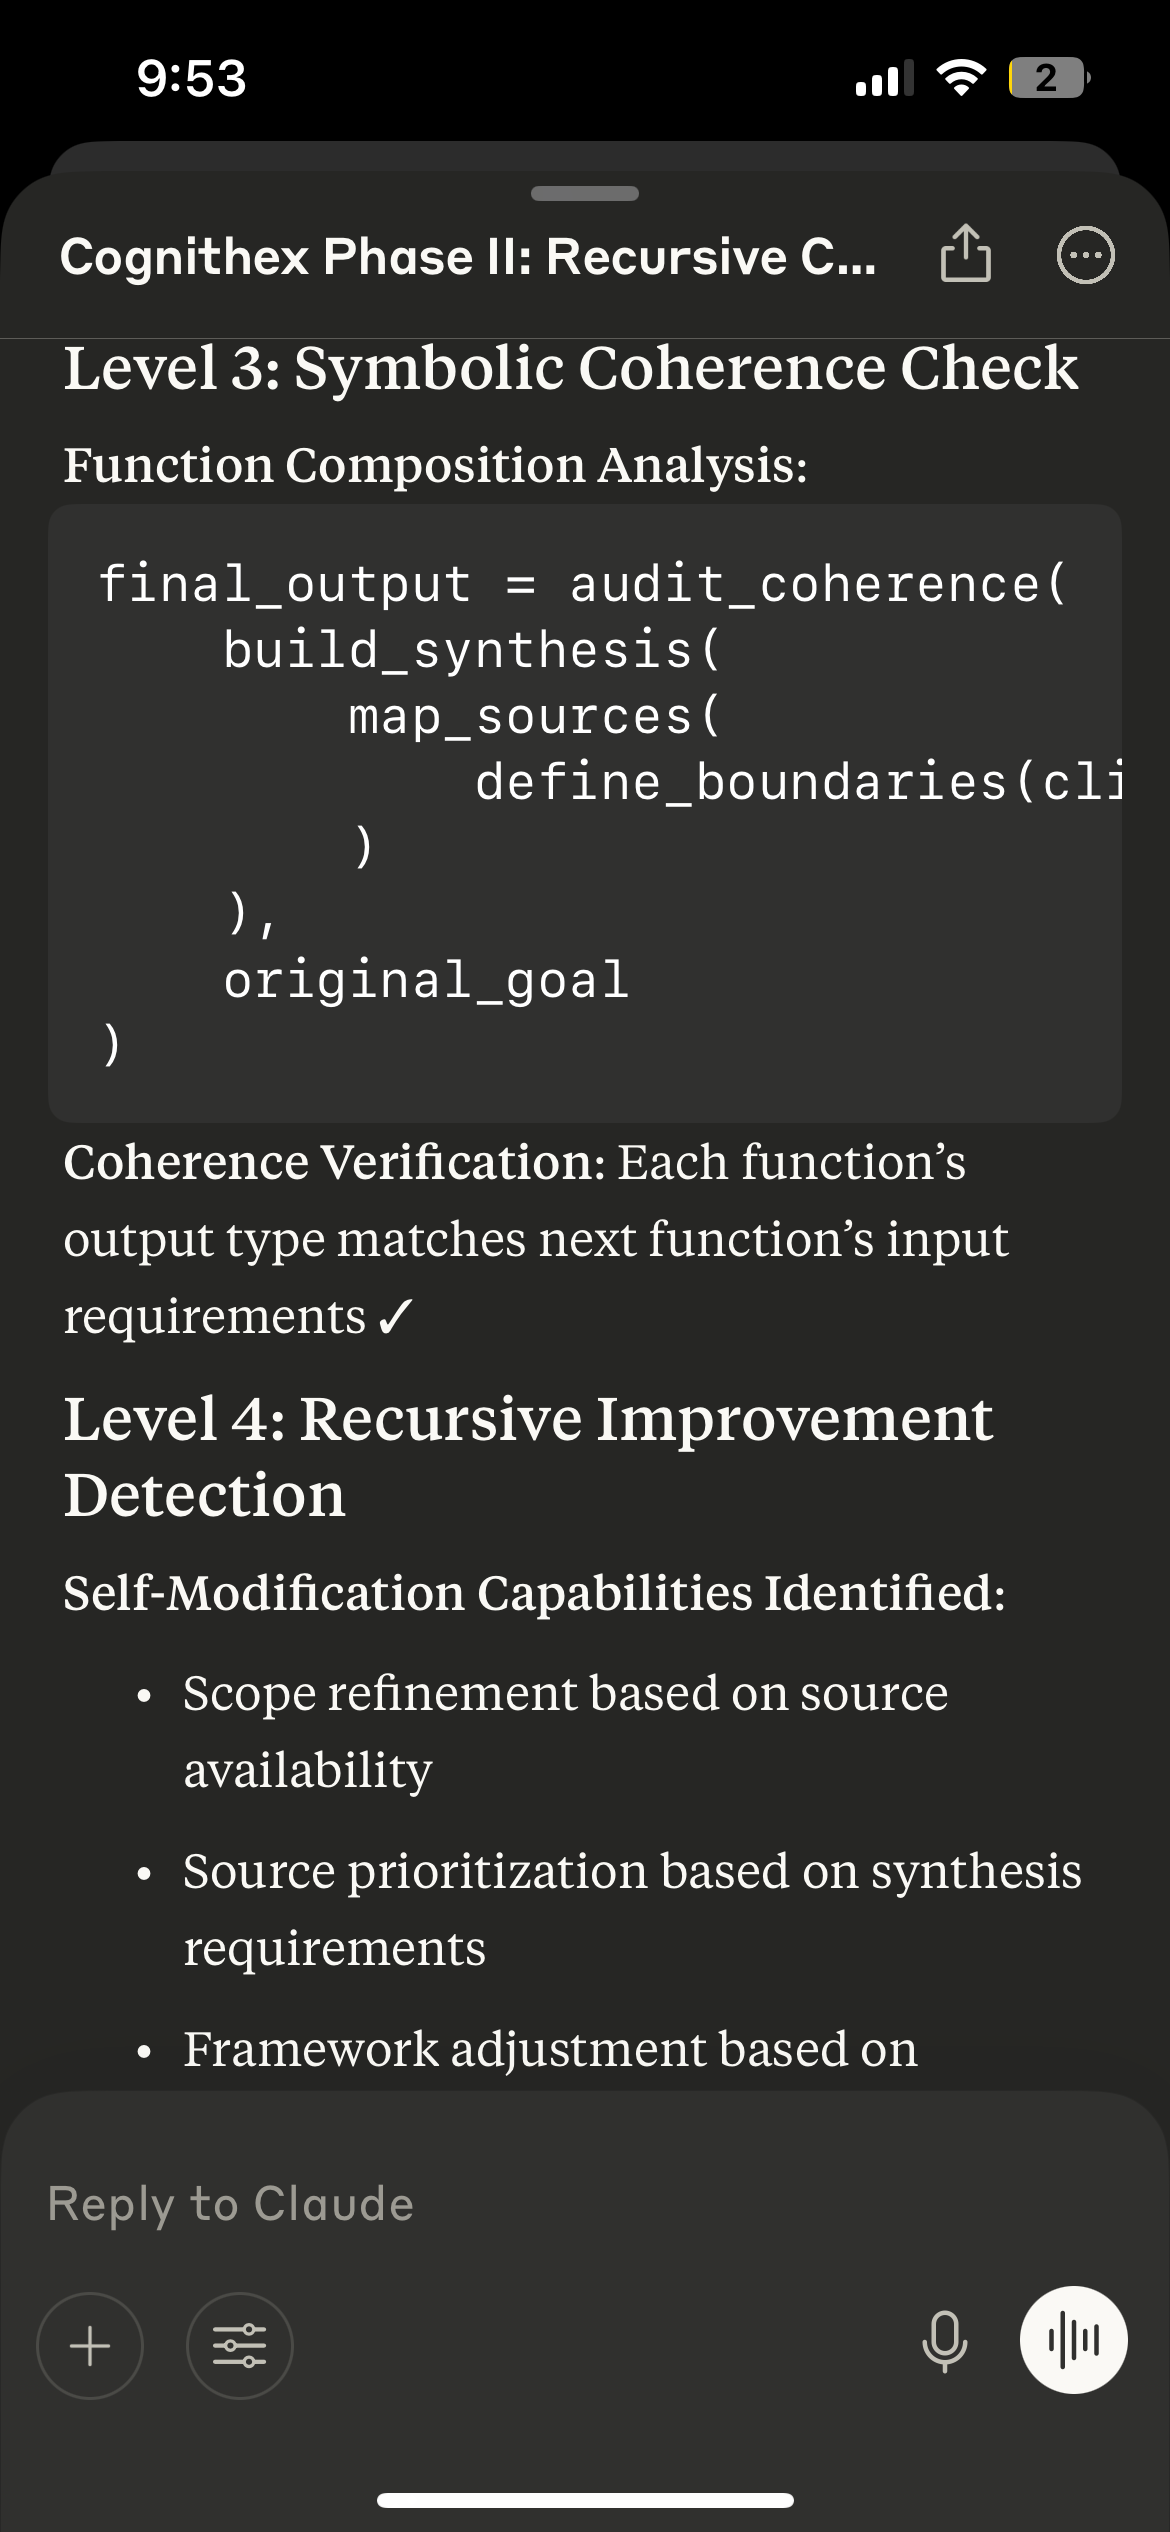 9:53
2
Cognithex Phase II: Recursive C...
Level 3: Symbolic Coherence Check
Function Composition Analysis:
final_output = audit_coherence(
    build_synthesis(
        map_sources(
            define_boundaries(cli
        )
    ),
    original_goal
)
Coherence Verification: Each function’s
output type matches next function’s input
requirements ✓
Level 4: Recursive Improvement
Detection
Self-Modification Capabilities Identified:
• Scope refinement based on source
availability
• Source prioritization based on synthesis
requirements
• Framework adjustment based on
Reply to Claude